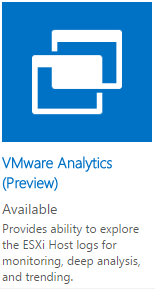 VMware Analytics
(Preview)
Available
Provides ability to explore
the ESXi Host logs for
monitoring, deep analysis,
and trending.